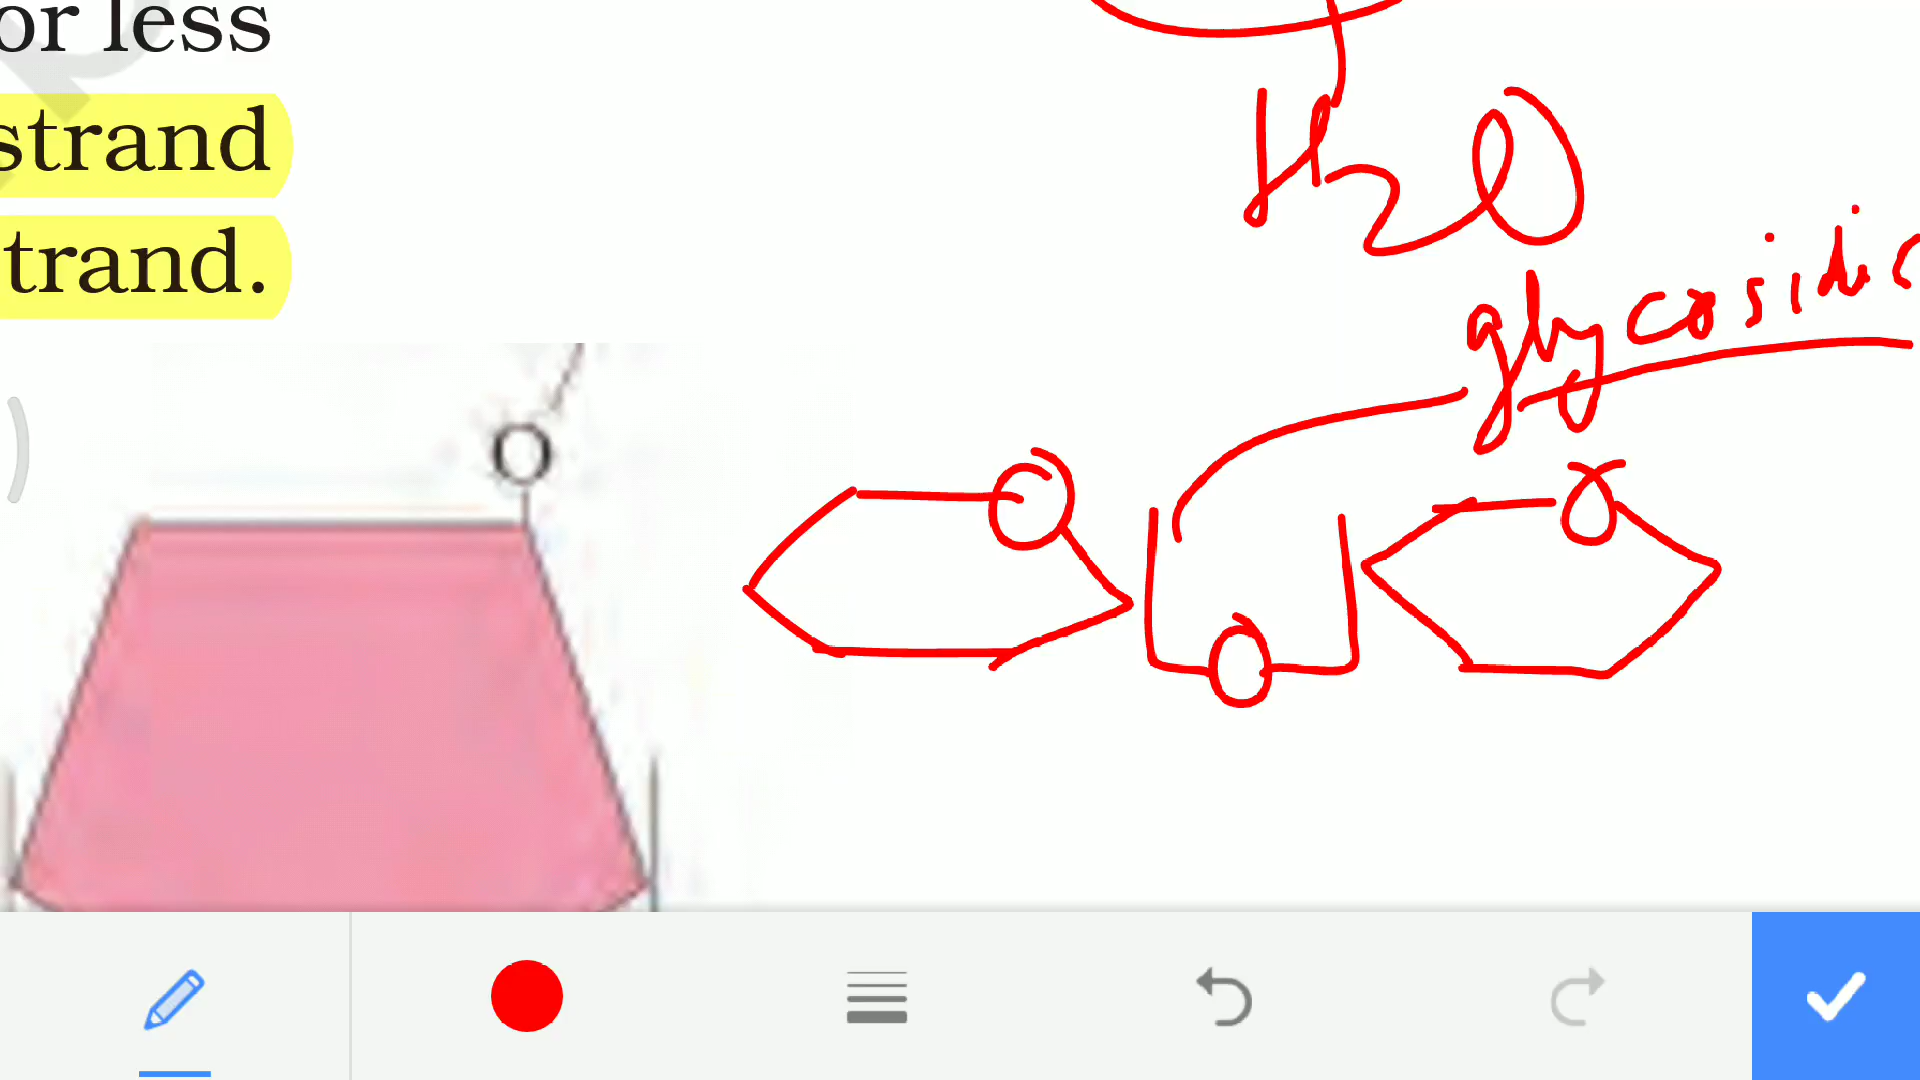 or less
strand
trand.
H2O
glycosidic
O
O
O
O